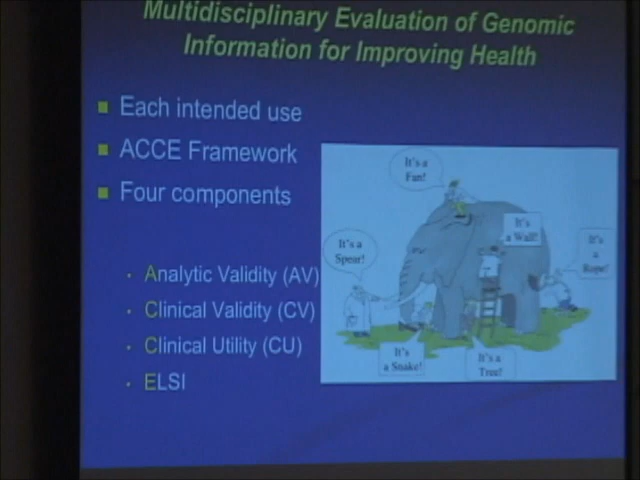 Multidisciplinary Evaluation of Genomic
Information for Improving Health
Each intended use
ACCE Framework
Four components
Analytic Validity (AV)
Clinical Validity (CV)
Clinical Utility (CU)
ELSI
It's a
Fan!
It's
a Wall!
It's
a
Rope!
It's a
Spear!
It's
a Snake!
It's a
Tree!